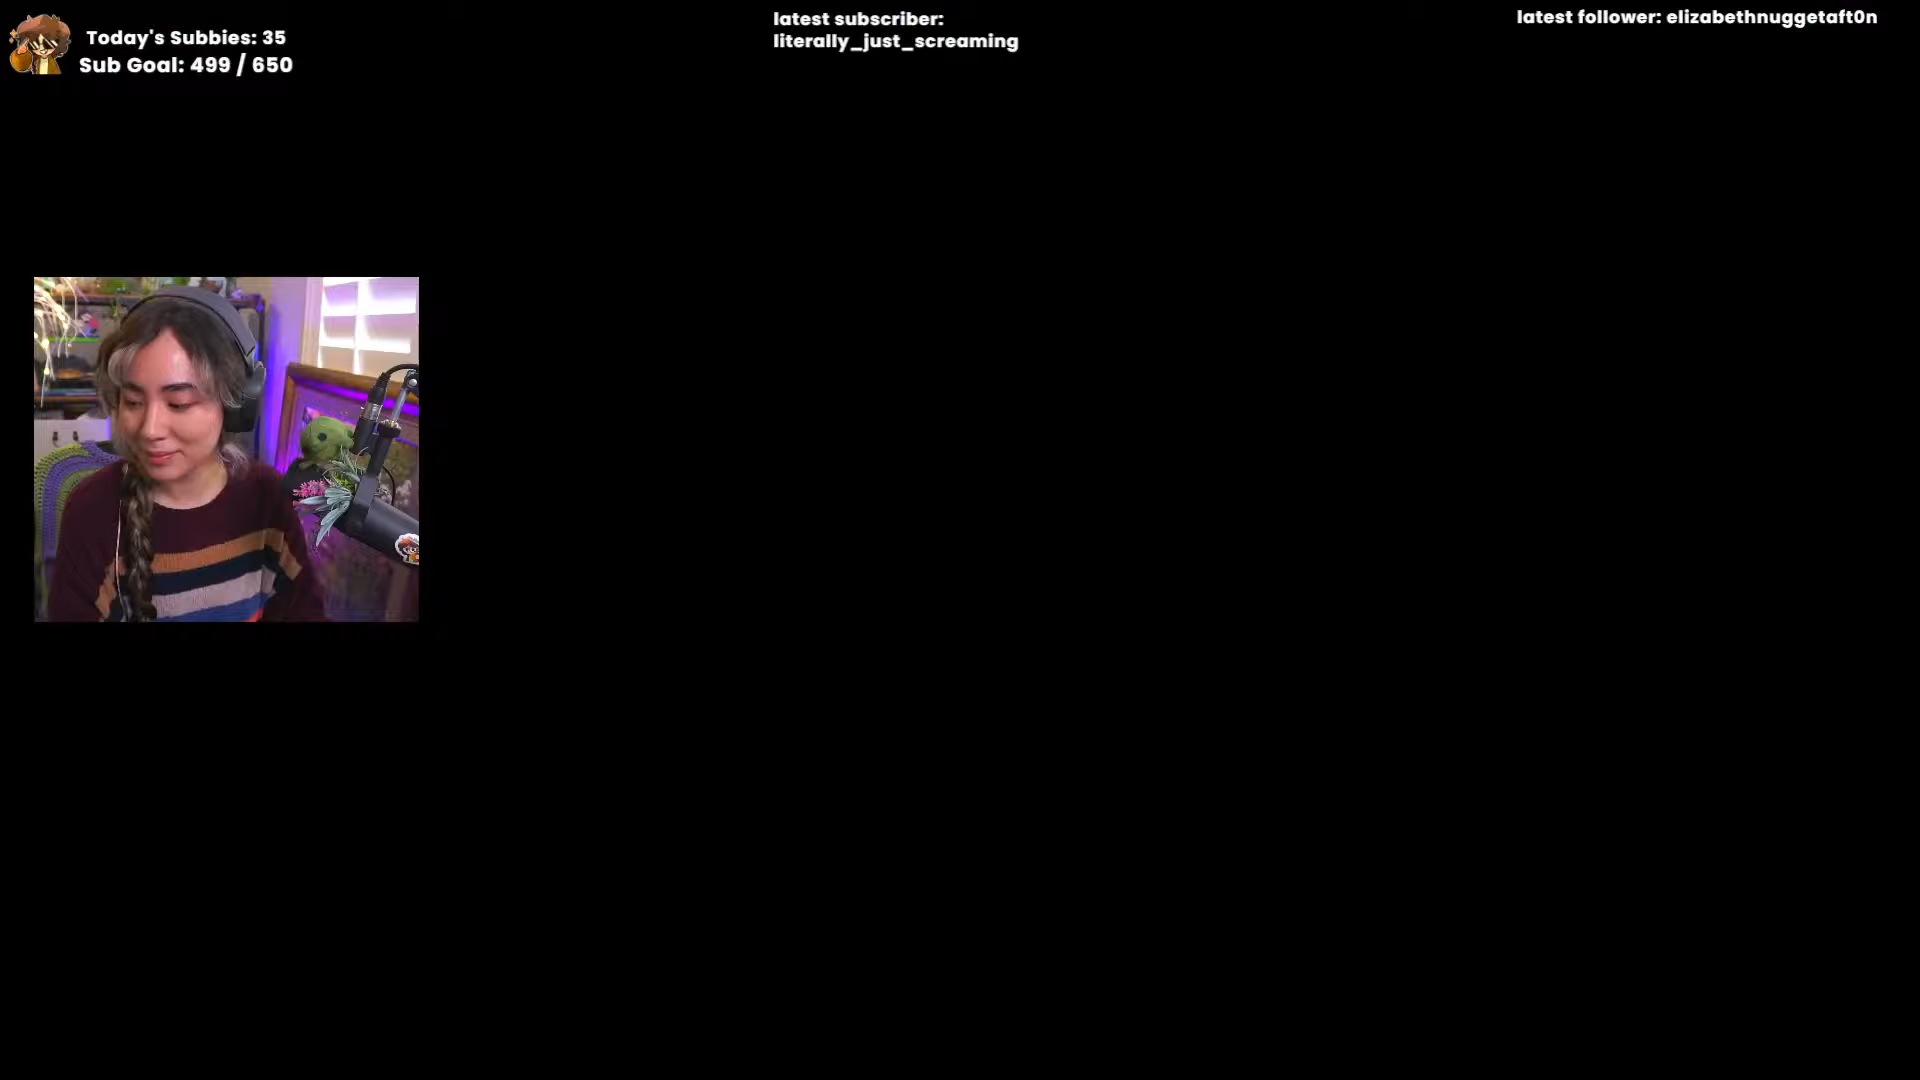 Today's Subbies: 35
Sub Goal: 499 / 650
latest subscriber:
literally_just_screaming
latest follower: elizabethnuggetaft0n